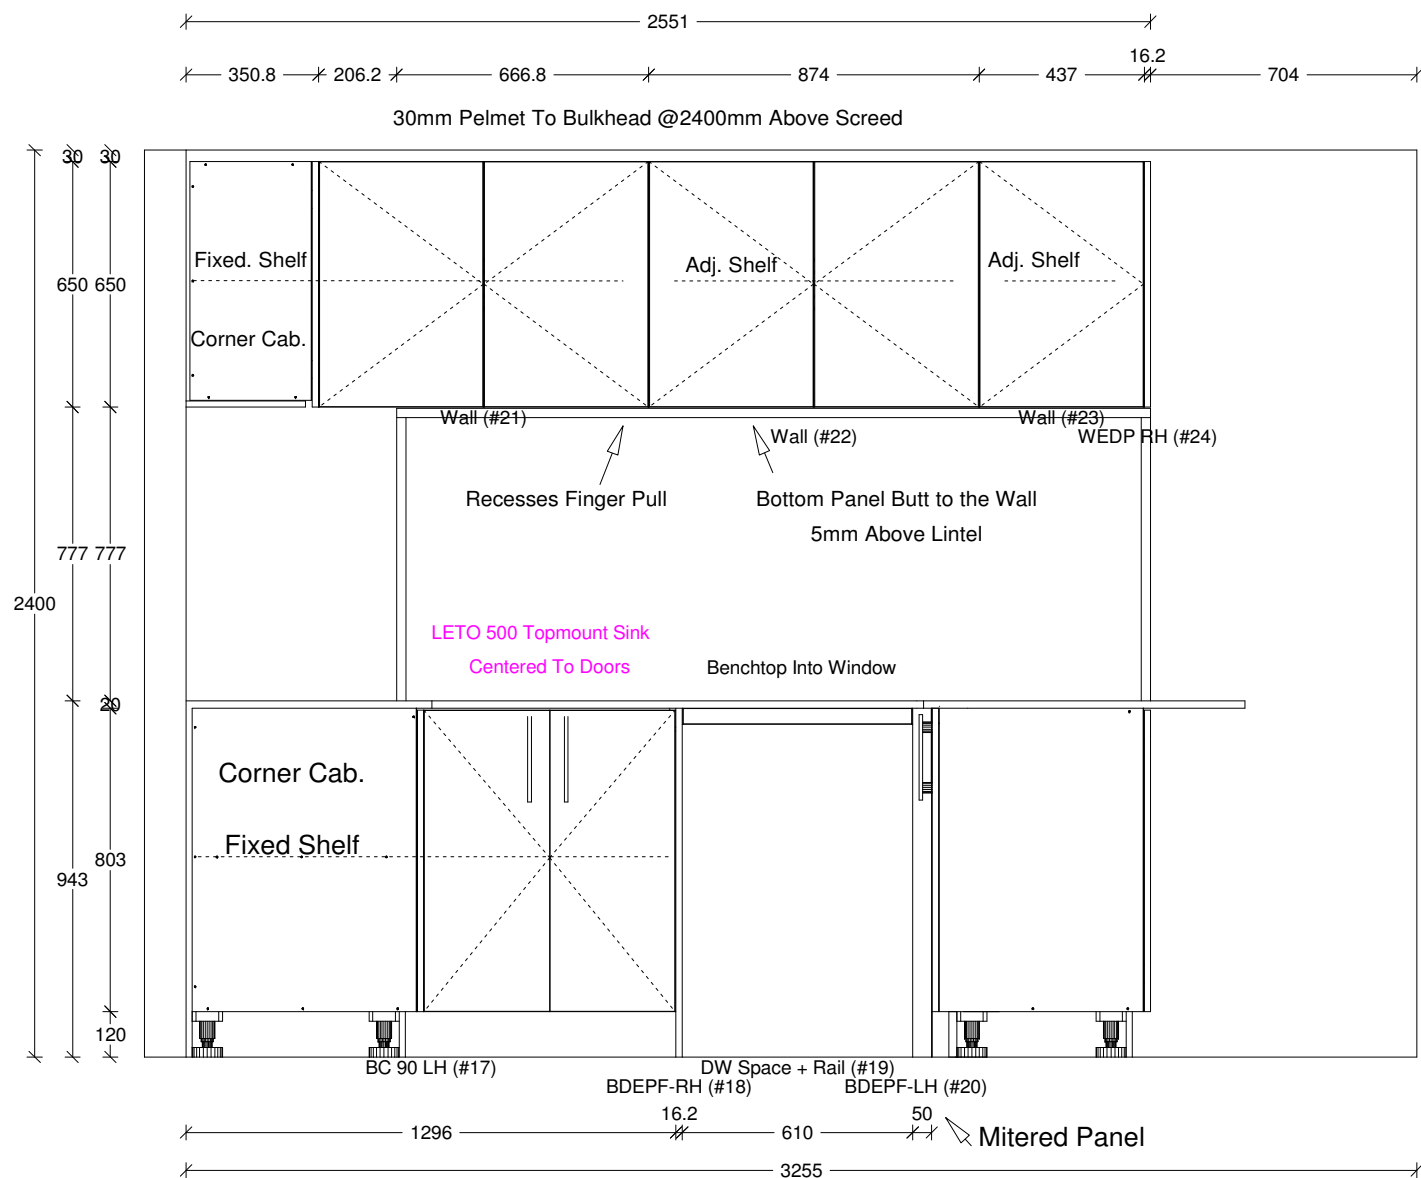 2551
16.2
350.8 206.2 666.8 874 437 704
30mm Pelmet To Bulkhead @2400mm Above Screed
30 30
Fixed. Shelf
Adj. Shelf
Adj. Shelf
650 650
Corner Cab.
Wall (#21)
Wall (#23)
Wall (#22)
WEDP RH (#24)
Recesses Finger Pull
Bottom Panel Butt to the Wall
5mm Above Lintel
777 777
2400
LETO 500 Topmount Sink
Centered To Doors
Benchtop Into Window
20
Corner Cab.
Fixed Shelf
803
943
120
BC 90 LH (#17)
DW Space + Rail (#19)
BDEPF-RH (#18)
BDEPF-LH (#20)
16.2
50
1296
610
Mitered Panel
3255